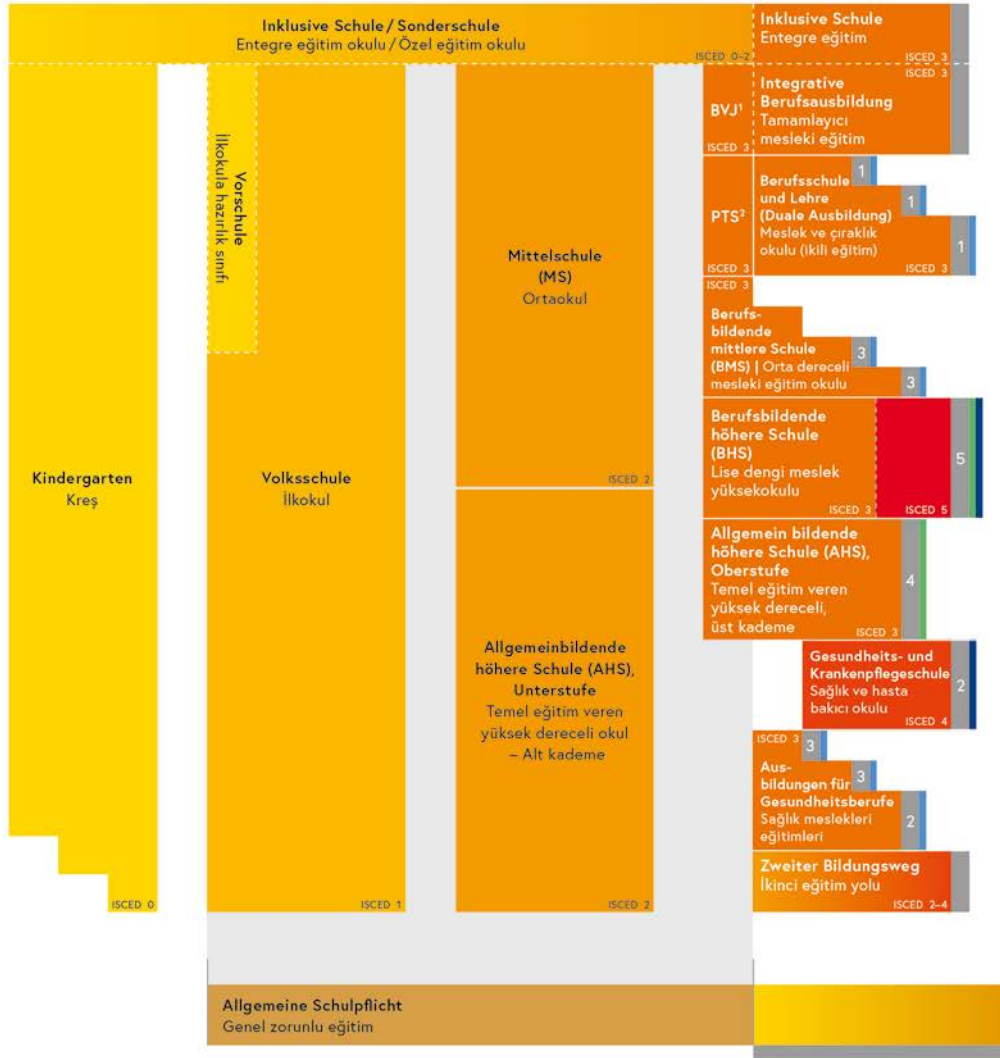 Inklusive Schule / Sonderschule
Entegre eğitim okulu / Özel eğitim okulu
ISCED 0–2
Inklusive Schule
Entegre eğitim
ISCED 3
ISCED 3
BVJ¹
ISCED 3
Integrative
Berufsausbildung
Tamamlayıcı
mesleki eğitim
Vorschule
İlkokula hazırlık sınıfı
PTS²
ISCED 3
Berufsschule
und Lehre
(Duale Ausbildung)
Meslek ve çıraklık
okulu (ikili eğitim)
ISCED 3
1
1
1
Mittelschule
(MS)
Ortaokul
ISCED 2
ISCED 3
Berufs-
bildende
mittlere Schule
(BMS) | Orta dereceli
mesleki eğitim okulu
3
3
Berufsbildende
höhere Schule
(BHS)
Lise dengi meslek
yüksekokulu
ISCED 3
ISCED 5
5
Kindergarten
Kreş
ISCED 0
Volksschule
İlkokul
ISCED 1
Allgemein bildende
höhere Schule (AHS),
Oberstufe
Temel eğitim veren
yüksek dereceli,
üst kademe
ISCED 3
4
Allgemeinbildende
höhere Schule (AHS),
Unterstufe
Temel eğitim veren
yüksek dereceli okul
– Alt kademe
ISCED 2
Gesundheits- und
Krankenpflegeschule
Sağlık ve hasta
bakıcı okulu
ISCED 4
2
ISCED 3
Aus-
bildungen für
Gesundheitsberufe
Sağlık meslekleri
eğitimleri
3
3
2
Zweiter Bildungsweg
İkinci eğitim yolu
ISCED 2–4
Allgemeine Schulpflicht
Genel zorunlu eğitim